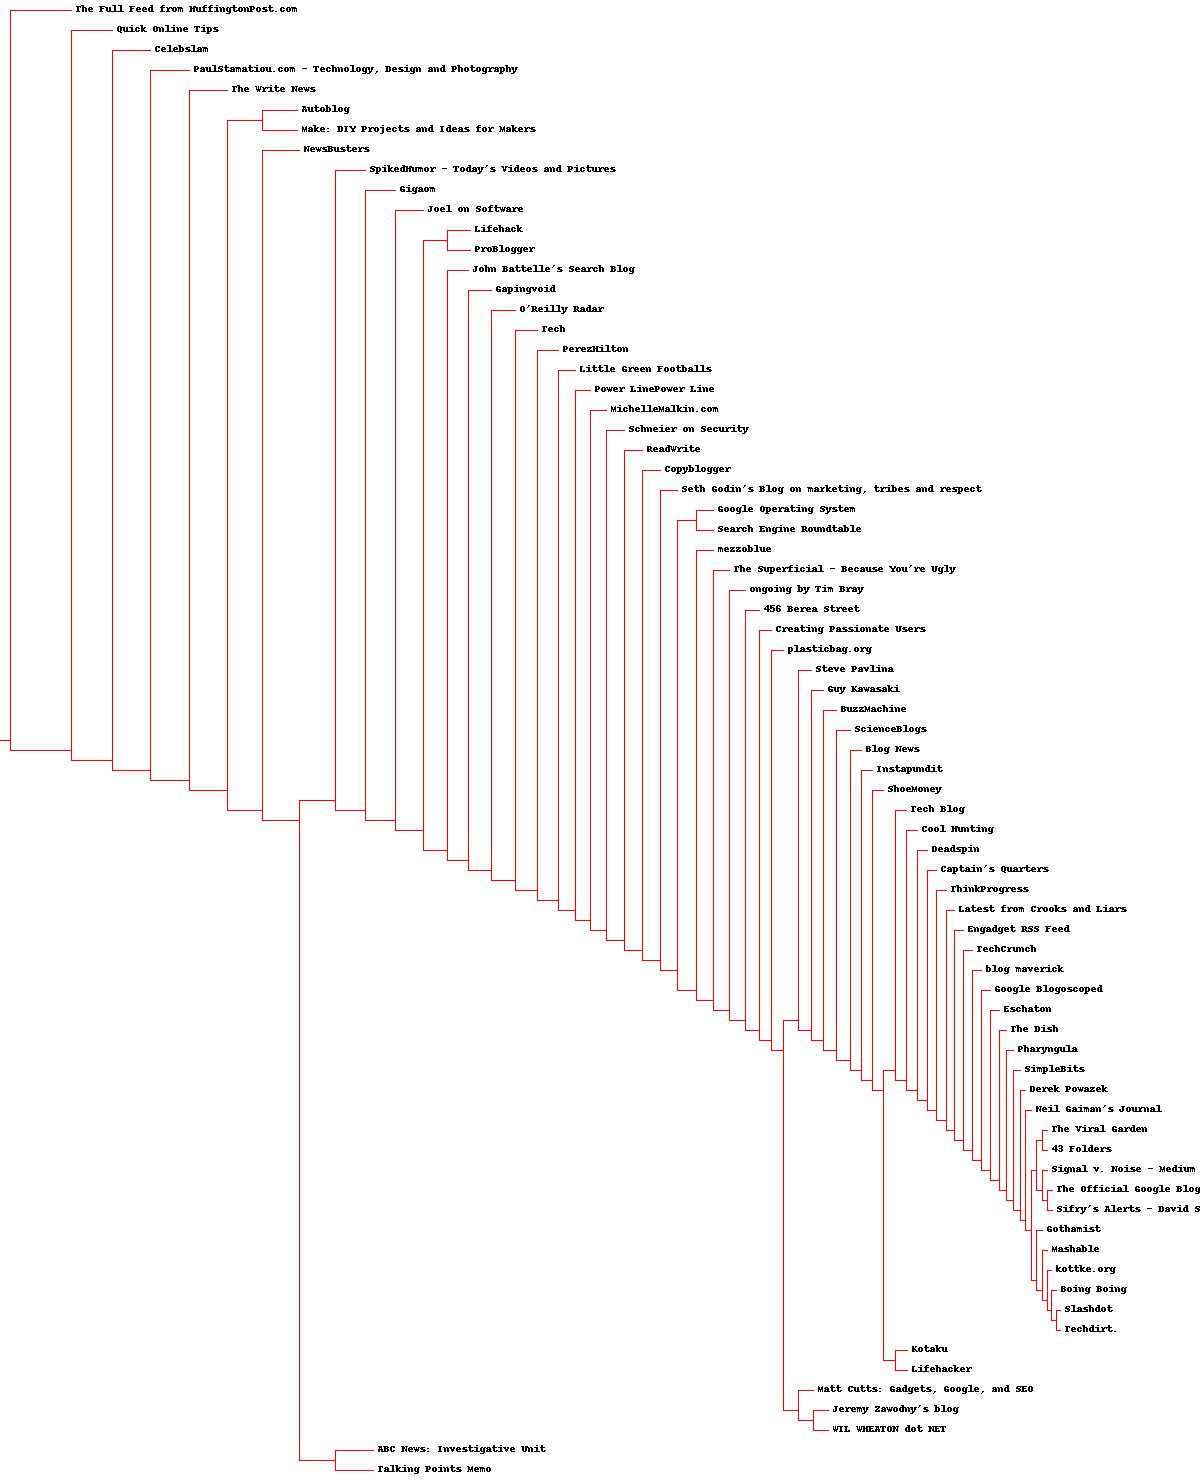 The Full Feed from HuffingtonPost.com
Quick Online Tips
Celebslam
PaulStamatiou.com - Technology, Design and Photography
The Write News
Autoblog
Make: DIY Projects and Ideas for Makers
NewsBusters
SpikedHumor - Today's Videos and Pictures
Gigaom
Joel on Software
Lifehack
ProBlogger
John Battelle's Search Blog
Gapingvoid
O'Reilly Radar
Tech
PerezHilton
Little Green Footballs
Power LinePower Line
MichelleMalkin.com
Schneier on Security
ReadWrite
Copyblogger
Seth Godin's Blog on marketing, tribes and respect
Google Operating System
Search Engine Roundtable
mezzoblue
The Superficial - Because You're Ugly
ongoing by Tim Bray
456 Berea Street
Creating Passionate Users
plasticbag.org
Steve Pavlina
Guy Kawasaki
BuzzMachine
ScienceBlogs
Blog News
Instapundit
ShoeMoney
Tech Blog
Cool Hunting
Deadspin
Captain's Quarters
ThinkProgress
Latest from Crooks and Liars
Engadget RSS Feed
TechCrunch
blog maverick
Google Blogoscoped
Eschaton
The Dish
Pharyngula
SimpleBits
Derek Powazek
Neil Gaiman's Journal
The Viral Garden
43 Folders
Signal v. Noise - Medium
The Official Google Blog
Sifry's Alerts - David S
Gothamist
Mashable
kottke.org
Boing Boing
Slashdot
Techdirt.
Kotaku
Lifehacker
Matt Cutts: Gadgets, Google, and SEO
Jeremy Zawodny's blog
WIL WHEATON dot NET
ABC News: Investigative Unit
Talking Points Memo